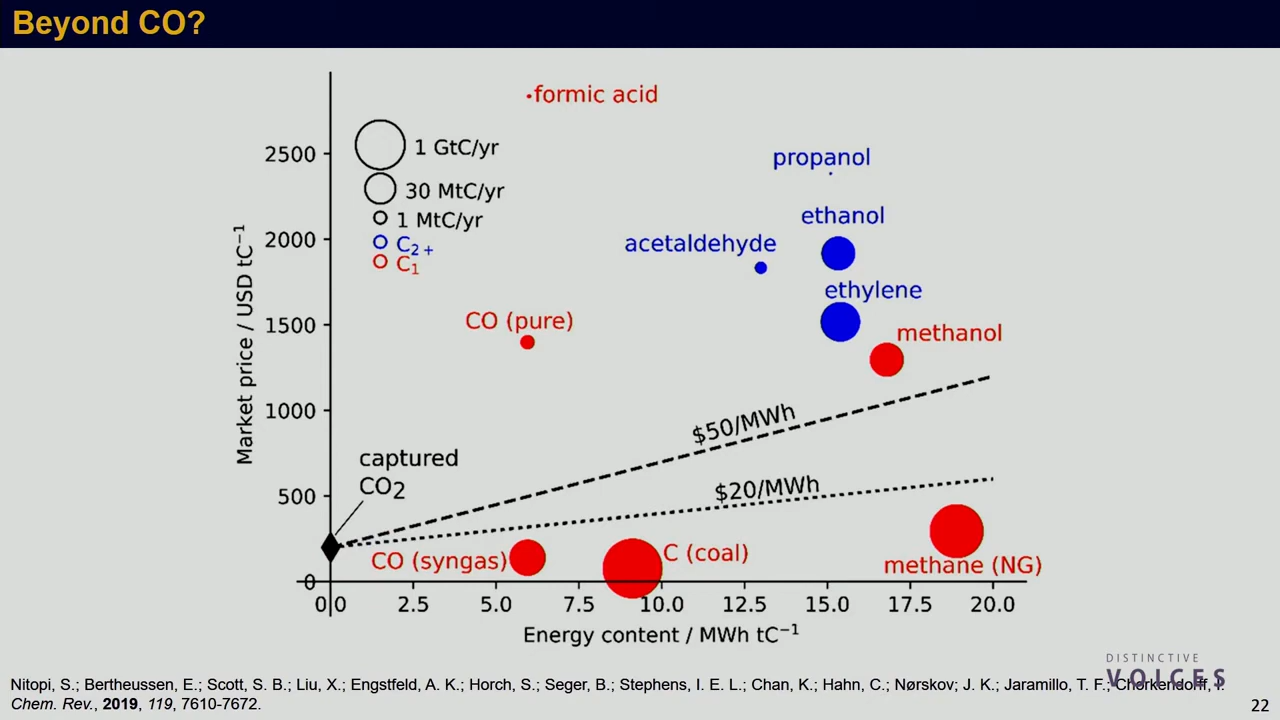 Beyond CO?
formic acid
2500
1 GtC/yr
propanol
30 MtC/yr
ethanol
1 MtC/yr
2000
C2+
acetaldehyde
C1
ethylene
1500
CO (pure)
methanol
Market price / USD tC⁻¹
1000
$50/MWh
captured
CO2
500
$20/MWh
CO (syngas)
C (coal)
methane (NG)
0
0.0 2.5 5.0 7.5 10.0 12.5 15.0 17.5 20.0
Energy content / MWh tC⁻¹
DISTINCTIVE
VOICES
Nitopi, S.; Bertheussen, E.; Scott, S. B.; Liu, X.; Engstfeld, A. K.; Horch, S.; Seger, B.; Stephens, I. E. L.; Chan, K.; Hahn, C.; Nørskov; J. K.; Jaramillo, T. F.; Chorkendorff, I.
Chem. Rev., 2019, 119, 7610-7672.
22